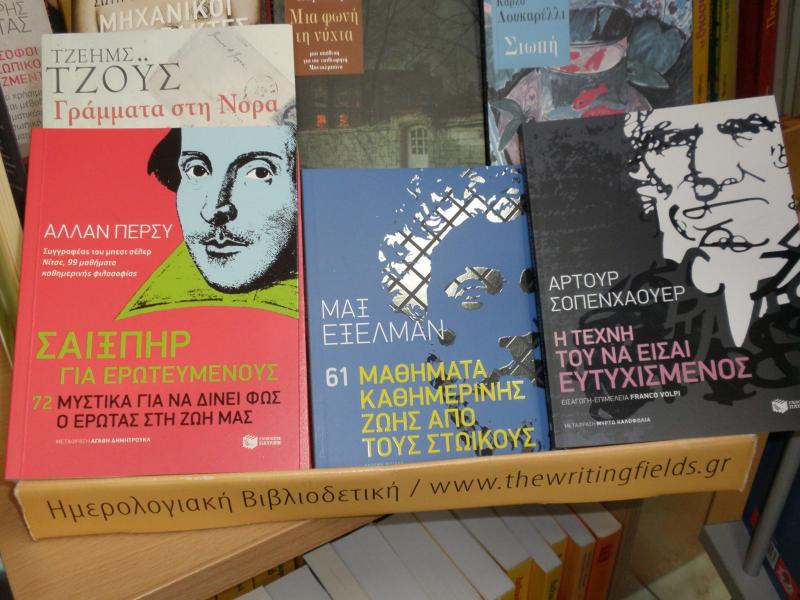 ΜΗΧΑΝΙΚΟΙ
Μια φωνή
τη νύχτα
Λουκαρέλλι
Σιωπή
ΤΖΕΗΜΣ
ΤΖΟΫΣ
Γράμματα στη Νόρα
ΑΛΛΑΝ ΠΕΡΣΥ
Συγγραφέας του μπεστ σέλερ
Νίτσε, 99 μαθήματα
καθημερινής φιλοσοφίας
ΣΑΙΞΠΗΡ
ΓΙΑ ΕΡΩΤΕΥΜΕΝΟΥΣ
72 ΜΥΣΤΙΚΑ ΓΙΑ ΝΑ ΔΙΝΕΙ ΦΩΣ
Ο ΕΡΩΤΑΣ ΣΤΗ ΖΩΗ ΜΑΣ
ΜΕΤΑΦΡΑΣΗ ΑΓΑΘΗ ΔΗΜΗΤΡΟΥΚΑ
ΜΑΞ
ΕΞΕΛΜΑΝ
61 ΜΑΘΗΜΑΤΑ
ΚΑΘΗΜΕΡΙΝΗΣ
ΖΩΗΣ ΑΠΟ
ΤΟΥΣ ΣΤΩΙΚΟΥΣ
ΑΡΤΟΥΡ
ΣΟΠΕΝΧΑΟΥΕΡ
Η ΤΕΧΝΗ
ΤΟΥ ΝΑ ΕΙΣΑΙ
ΕΥΤΥΧΙΣΜΕΝΟΣ
ΕΙΣΑΓΩΓΗ-ΕΠΙΜΕΛΕΙΑ FRANCO VOLPI
ΜΕΤΑΦΡΑΣΗ ΜΥΡΤΩ ΚΑΛΟΦΩΛΙΑ
Ημερολογιακή Βιβλιοδετική / www.thewritingfields.gr